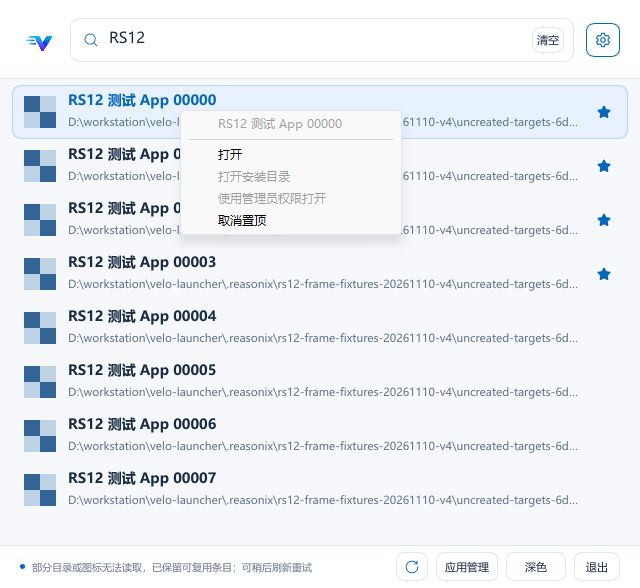 RS12
清空
RS12 测试 App 00000
D:\workstation\velo-l
61110-v4\uncreated-targets-6d...
RS12 测试 App 00000
打开
打开安装目录
使用管理员权限打开
取消置顶
RS12 测试 App 0
D:\workstation\velo-l
61110-v4\uncreated-targets-6d...
RS12 测试 App 0
D:\workstation\velo-l
61110-v4\uncreated-targets-6d...
RS12 测试 App 00003
D:\workstation\velo-launcher\.reasonix\rs12-frame-fixtures-20261110-v4\uncreated-targets-6d...
RS12 测试 App 00004
D:\workstation\velo-launcher\.reasonix\rs12-frame-fixtures-20261110-v4\uncreated-targets-6d...
RS12 测试 App 00005
D:\workstation\velo-launcher\.reasonix\rs12-frame-fixtures-20261110-v4\uncreated-targets-6d...
RS12 测试 App 00006
D:\workstation\velo-launcher\.reasonix\rs12-frame-fixtures-20261110-v4\uncreated-targets-6d...
RS12 测试 App 00007
D:\workstation\velo-launcher\.reasonix\rs12-frame-fixtures-20261110-v4\uncreated-targets-6d...
部分目录或图标无法读取，已保留可复用条目；可稍后刷新重试
应用管理
深色
退出